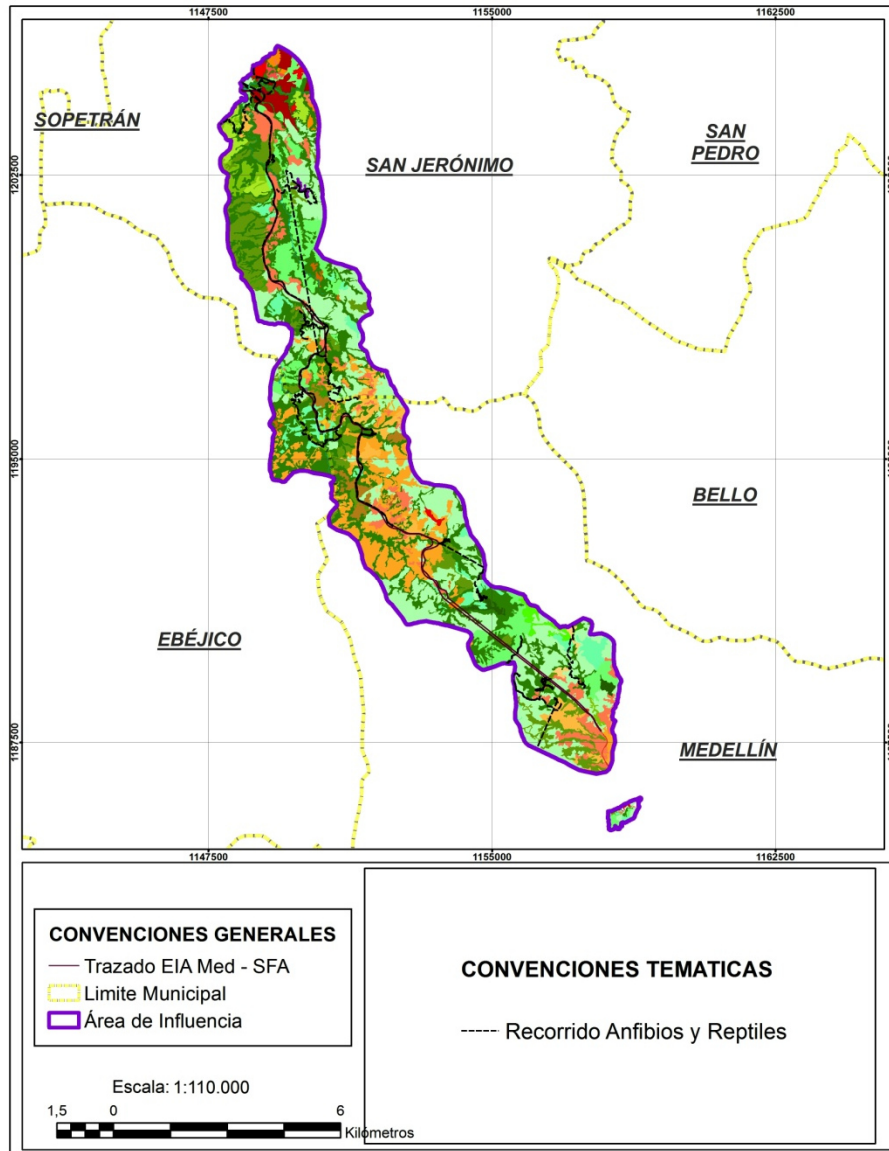 1147500 1155000 1162500
SOPETRÁN
SAN JERÓNIMO
SAN
PEDRO
1202500
1195000
BELLO
EBÉJICO
1187500
MEDELLÍN
1147500 1155000 1162500
CONVENCIONES GENERALES
Trazado EIA Med - SFA
Limite Municipal
Área de Influencia
Escala: 1:110.000
1,5 0 6
Kilómetros
CONVENCIONES TEMATICAS
Recorrido Anfibios y Reptiles